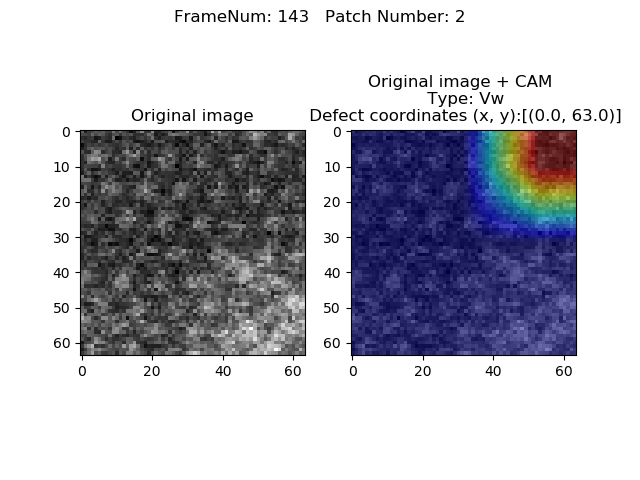 FrameNum: 143   Patch Number: 2
Original image
0
10
20
30
40
50
60
0 20 40 60
Original image + CAM
Type: Vw
Defect coordinates (x, y):[(0.0, 63.0)]
0
10
20
30
40
50
60
0 20 40 60